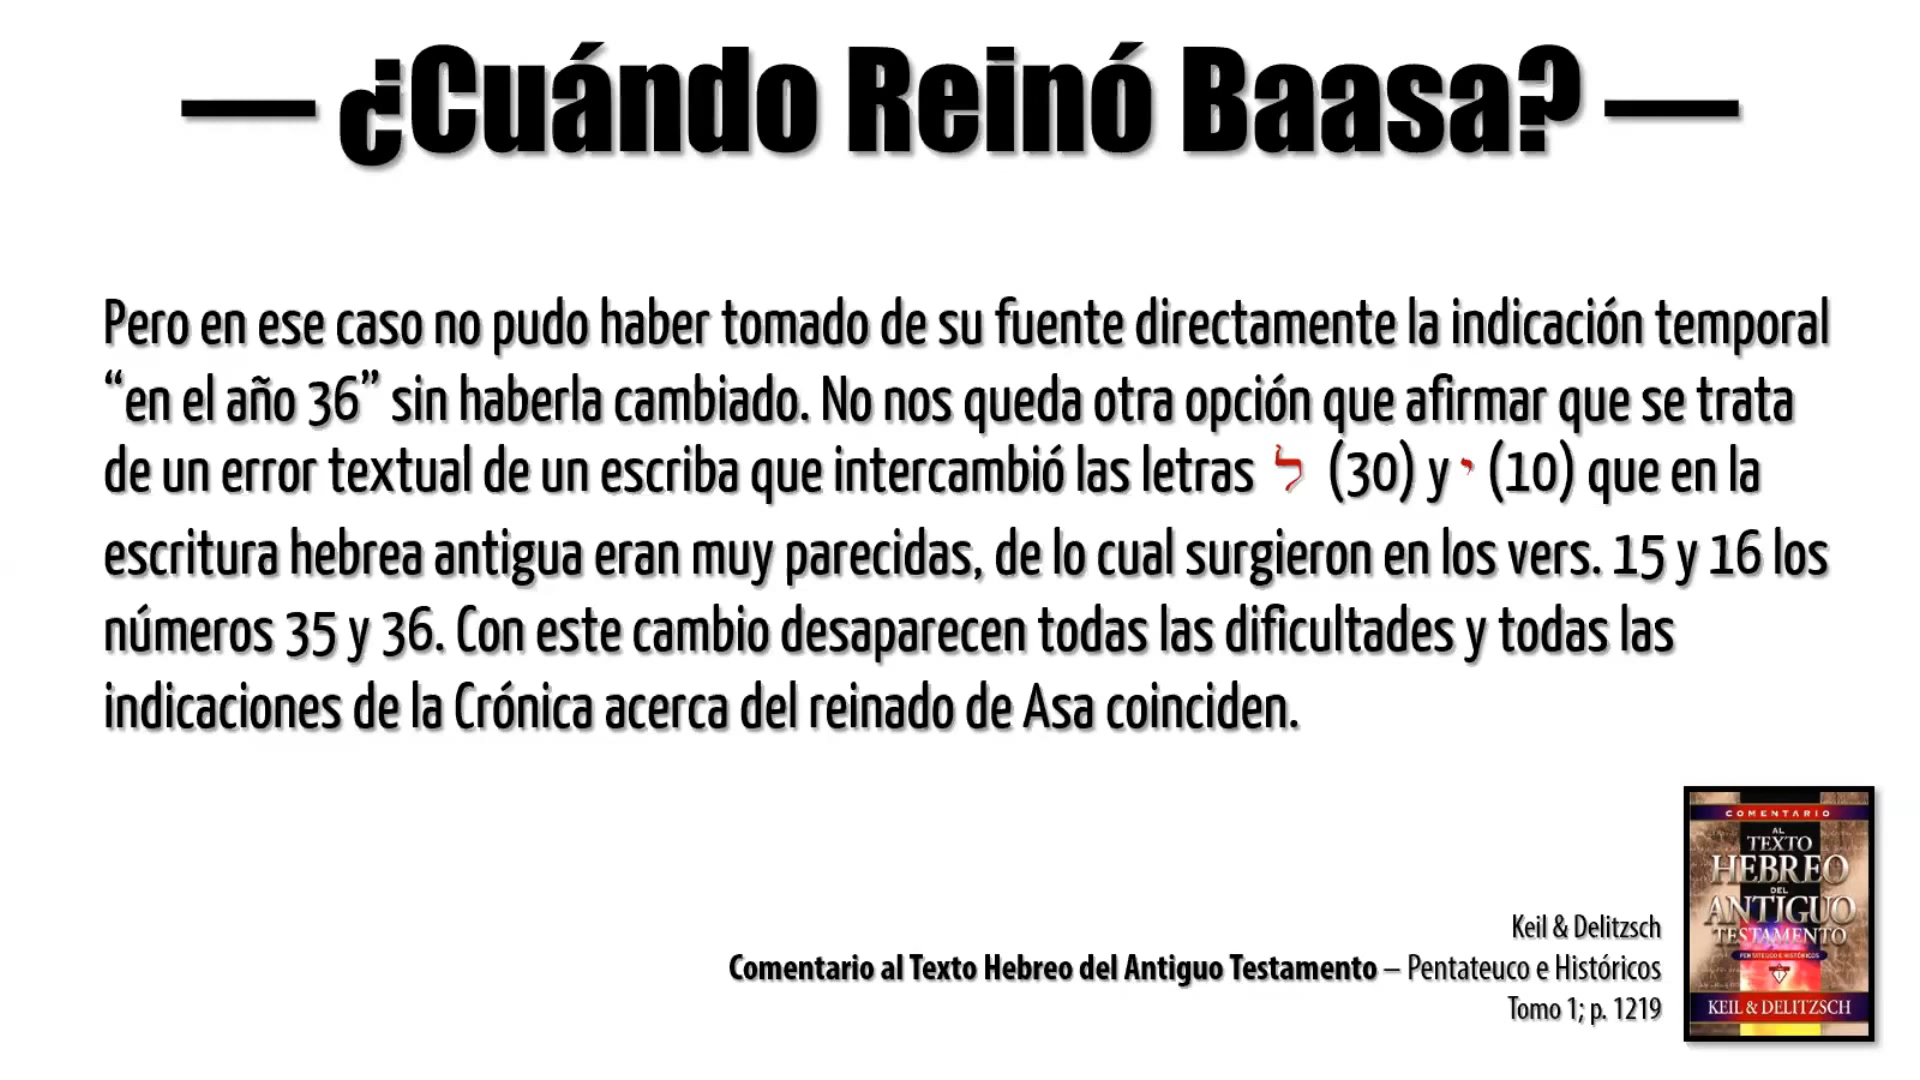 — ¿Cuándo Reinó Baasa? —
Pero en ese caso no pudo haber tomado de su fuente directamente la indicación temporal
“en el año 36” sin haberla cambiado. No nos queda otra opción que afirmar que se trata
de un error textual de un escriba que intercambió las letras ל (30) y י (10) que en la
escritura hebrea antigua eran muy parecidas, de lo cual surgieron en los vers. 15 y 16 los
números 35 y 36. Con este cambio desaparecen todas las dificultades y todas las
indicaciones de la Crónica acerca del reinado de Asa coinciden.
Keil & Delitzsch
Comentario al Texto Hebreo del Antiguo Testamento – Pentateuco e Históricos
Tomo 1; p. 1219
COMENTARIO
AL
TEXTO
HEBREO
DEL
ANTIGUO
TESTAMENTO
PENTATEUCO E HISTÓRICOS
KEIL & DELITZSCH